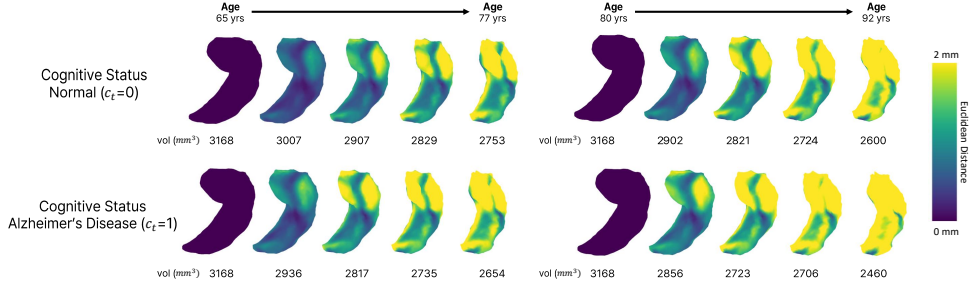 Age Age Age Age
65 yrs 77 yrs 80 yrs 92 yrs
2 mm
Cognitive Status
Normal (cₜ=0)
Euclidean Distance
vol (mm³) 3168 3007 2907 2829 2753 vol (mm³) 3168 2902 2821 2724 2600
Cognitive Status
Alzheimer's Disease (cₜ=1)
0 mm
vol (mm³) 3168 2936 2817 2735 2654 vol (mm³) 3168 2856 2723 2706 2460